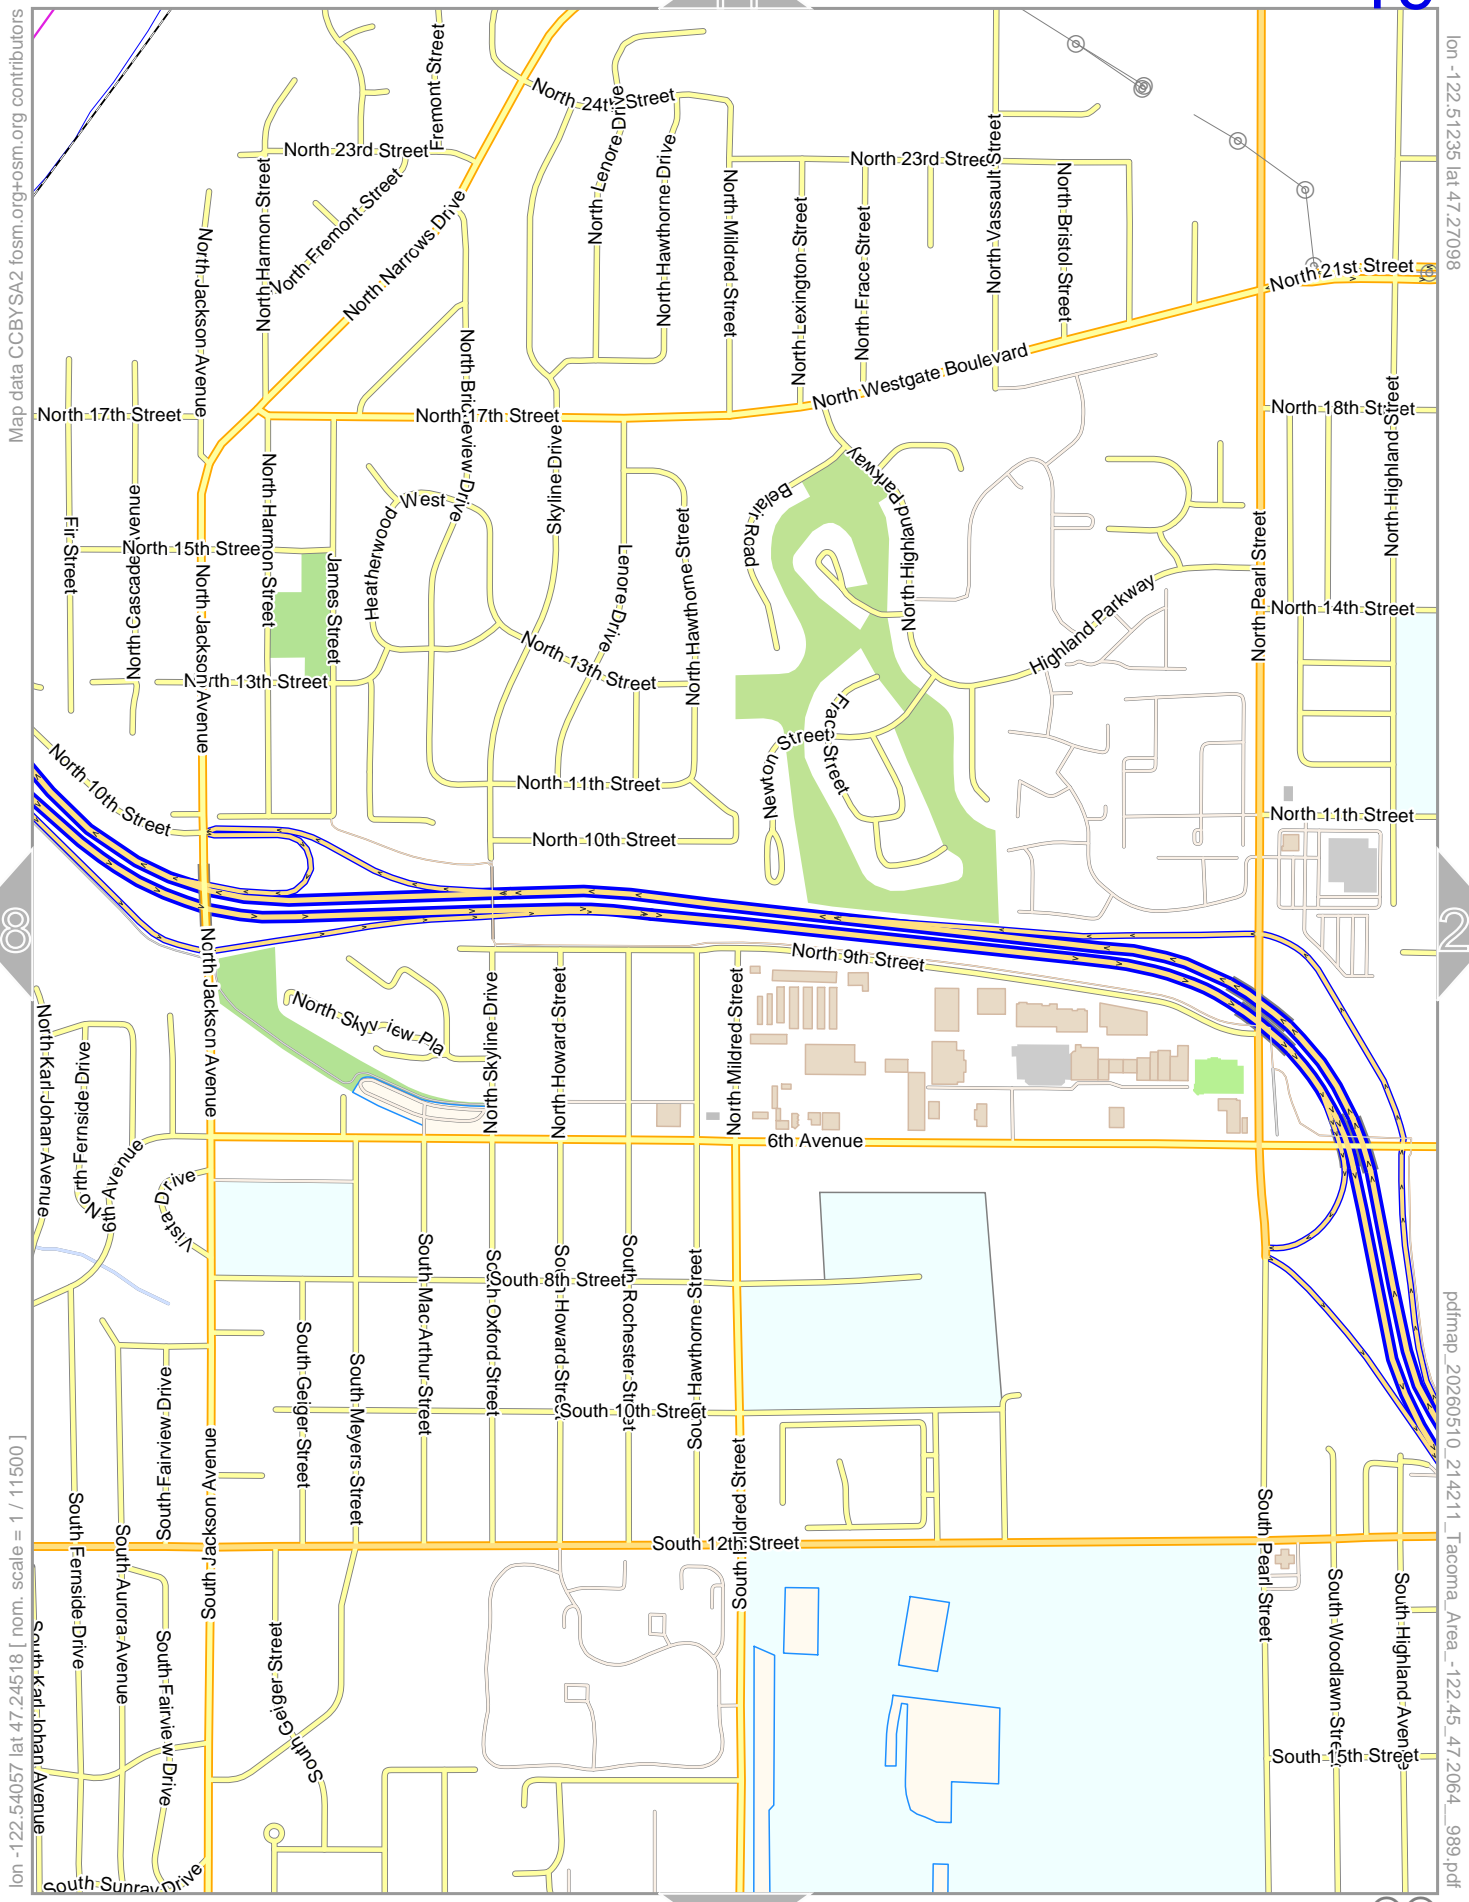 Map data CCBYSA2 fosm.org+osm.org contributors
lon -122.51235 lat 47.27098
North 24th Street
Fremont Street
North 23rd Street
North 23rd Street
North Lenore Drive
North Hawthorne Drive
North Mildred Street
North Lexington Street
North Frace Street
North Vassault Street
North Bristol Street
North Harmon Street
North Fremont Street
North Narrows Drive
North Jackson Avenue
North 21st Street
North Westgate Boulevard
North Bridgeview Drive
North 17th Street
North 17th Street
North 18th Street
North Highland Street
Skyline Drive
Fir Street
North Cascade Avenue
North 15th Stree
North Harmon Street
James Street
Heatherwood West
Lenore Drive
North Hawthorne Street
Belair Road
North Highland Parkway
Highland Parkway
North Pearl Street
North 14th Street
North 13th Street
North 13th Street
North Jackson Avenue
North 10th Street
North 11th Street
North 10th Street
Newton Street
Frace Street
North 11th Street
8
2
North 9th Street
North Skyview Pla
North Jackson Avenue
North Skyline Drive
North Howard Street
North Mildred Street
North Karl Johan Avenue
North Fernside Drive
6th Avenue
6th Avenue
Vista Drive
South 8th Street
South Mac Arthur Street
South Oxford Street
South Howard Street
South Rochester Street
South Hawthorne Street
South Geiger Street
South Meyers Street
South 10th Street
South Fairview Drive
South Jackson Avenue
South Mildred Street
South 12th Street
South Pearl Street
South Fernside Drive
South Aurora Avenue
South Fairview Drive
South Karl Johan Avenue
South Geiger Street
South Woodlawn Street
South Highland Avenue
South 15th Street
South Sunray Drive
lon -122.54057 lat 47.24518 [ nom. scale = 1 / 11500 ]
pdfmap_20260510_214211_Tacoma_Area_-122.45_47.2064__989.pdf